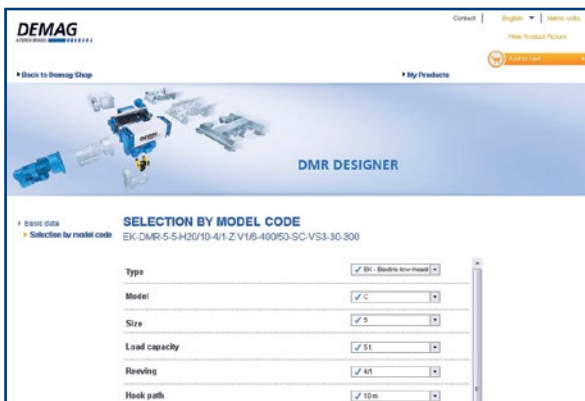 Contact
English
Metric units
DEMAG
A TEREX BRAND
Hide Product Picture
Add to cart...
Back to Demag Shop
My Products
DEMAG
DMR DESIGNER
Basic data
Selection by model code
SELECTION BY MODEL CODE
EK-DMR-5-5-H20/10-4/1-Z-V1/6-400/50-SC-VS3-30-300
Type
EK - Electric low-head
Model
C
Size
5
Load capacity
5 t
Reeving
4/1
Hook path
10 m